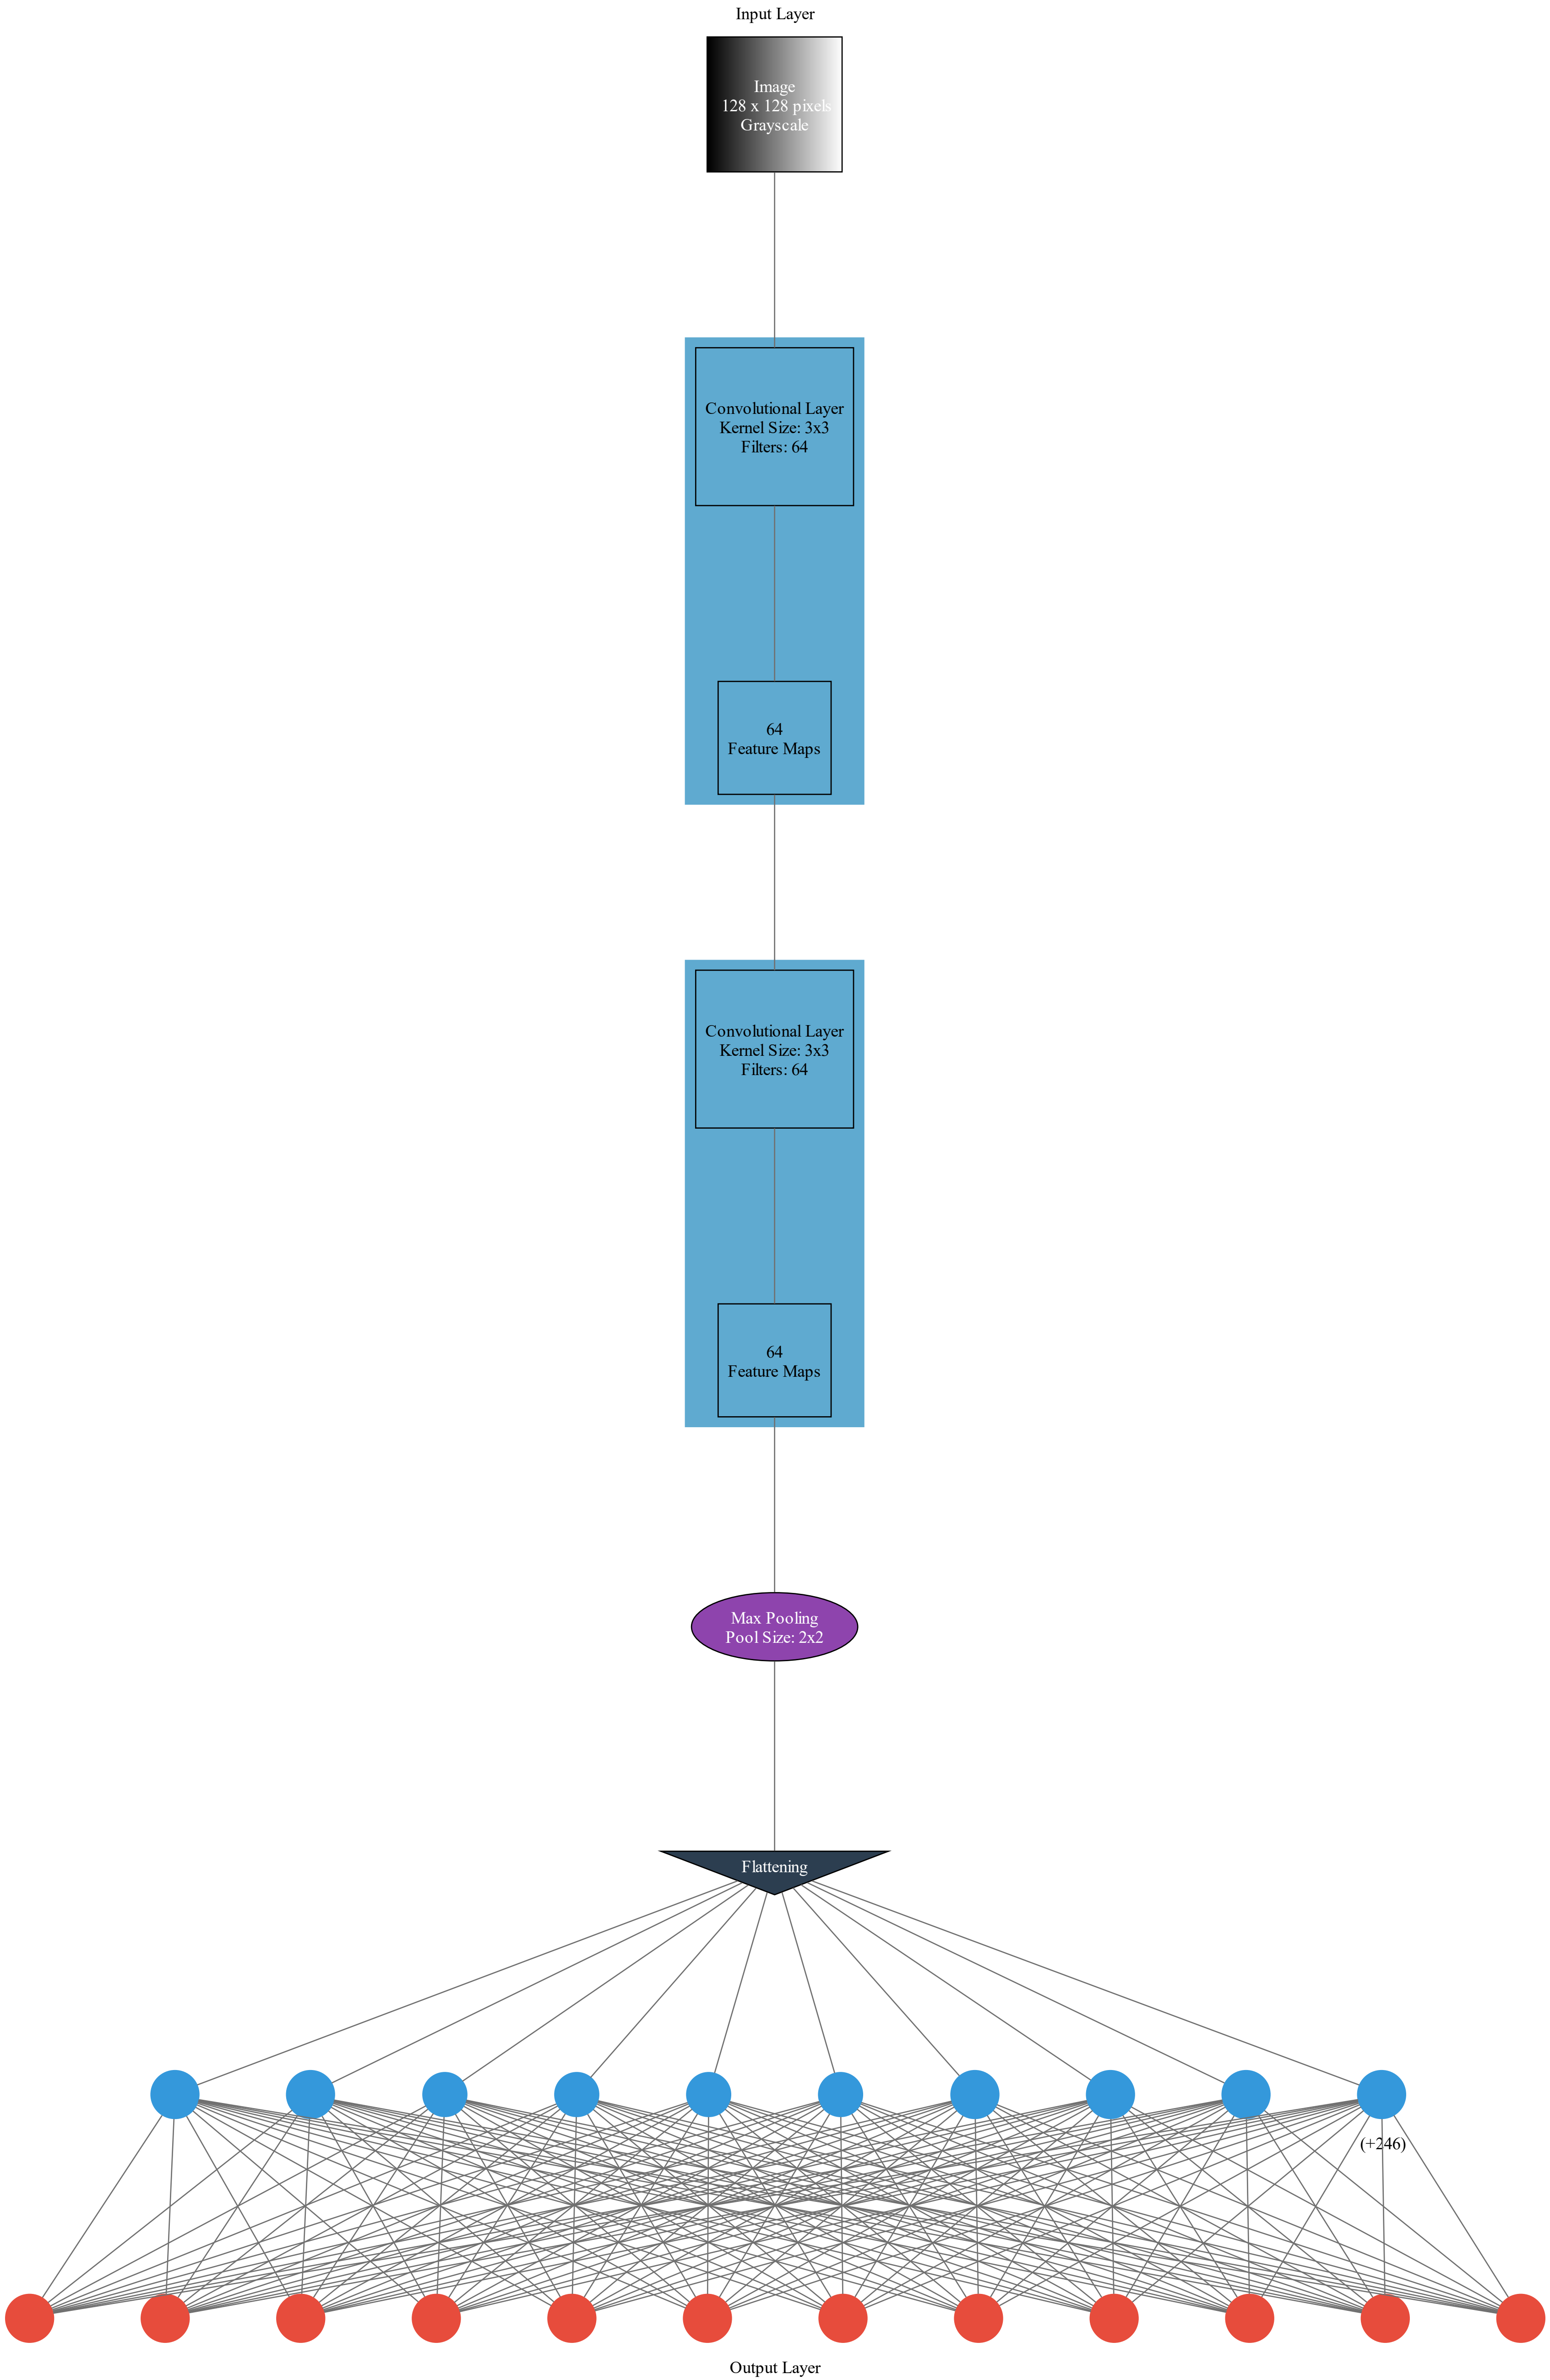 Input Layer
Image
128 x 128 pixels
Grayscale
Convolutional Layer
Kernel Size: 3x3
Filters: 64
64
Feature Maps
Convolutional Layer
Kernel Size: 3x3
Filters: 64
64
Feature Maps
Max Pooling
Pool Size: 2x2
Flattening
(+246)
Output Layer